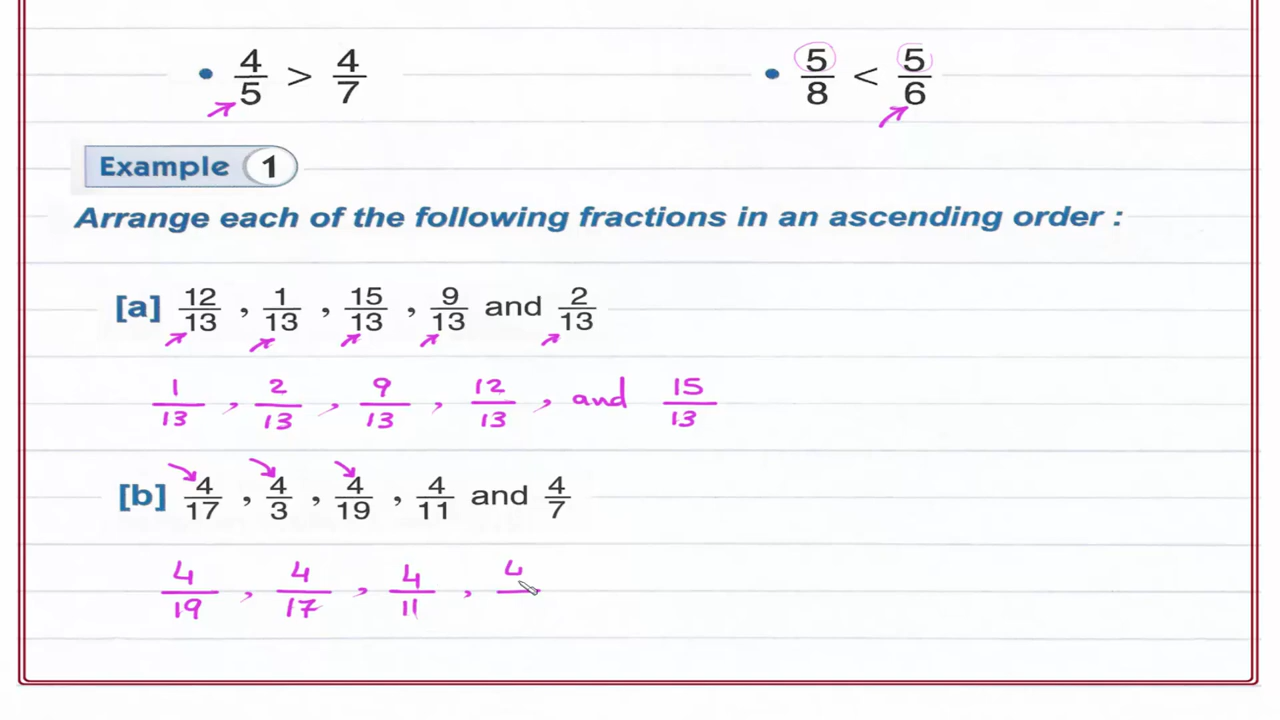 • 4/5 > 4/7 • 5/8 < 5/6
Example 1
Arrange each of the following fractions in an ascending order :
[a] 12/13 , 1/13 , 15/13 , 9/13 and 2/13
1/13 , 2/13 , 9/13 , 12/13 , and 15/13
[b] 4/17 , 4/3 , 4/19 , 4/11 and 4/7
4/19 , 4/17 , 4/11 , 4/